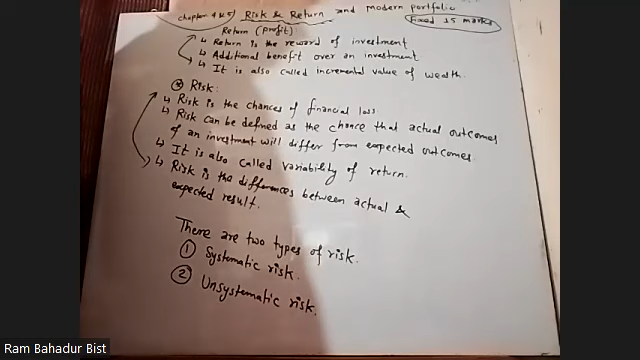 chapter 4 & 5) Risk & Return and modern portfolio
Fixed 15 marks
Return (profit)
↳ Return is the reward of investment
↳ Additional benefit over an investment.
↳ It is also called incremental value of wealth.
* Risk:
↳ Risk is the chances of financial loss
↳ Risk can be defined as the chance that actual outcomes
of an investment will differ from expected outcomes.
↳ It is also called variability of return.
↳ Risk is the differences between actual &
expected result.
There are two types of risk.
① Systematic risk.
② Unsystematic risk.
Ram Bahadur Bist